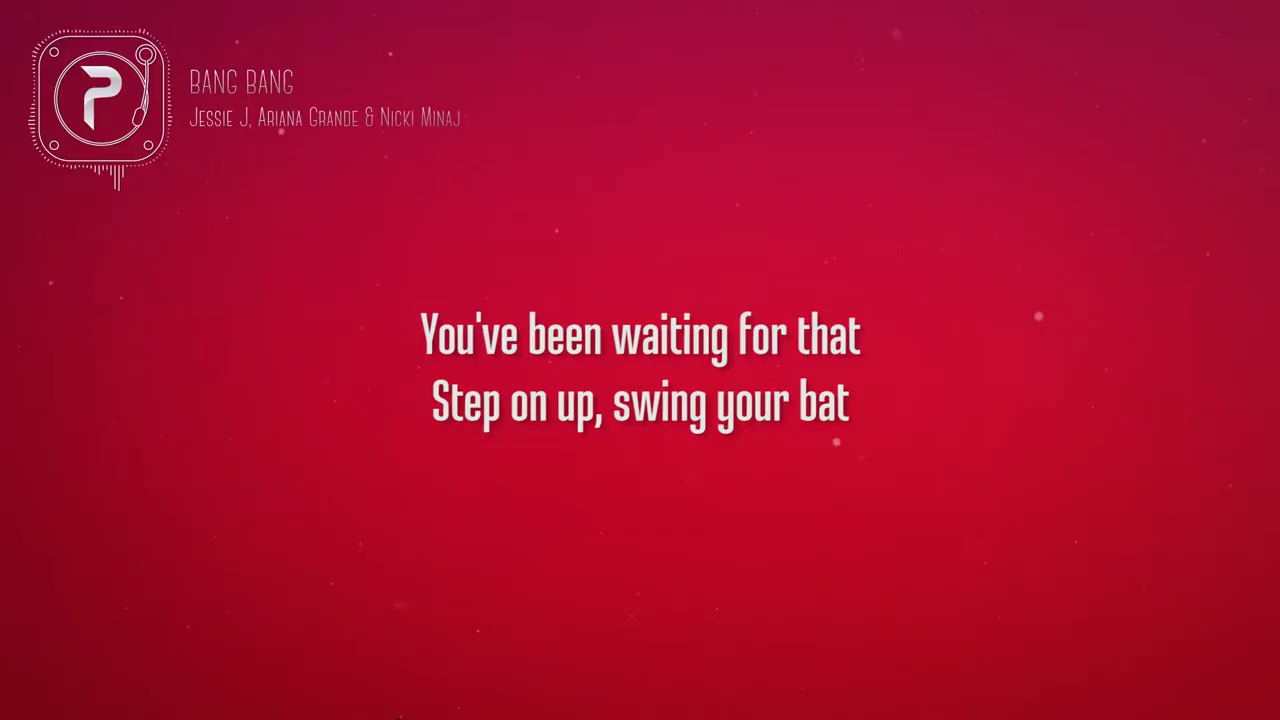 P
BANG BANG
Jessie J, Ariana Grande & Nicki Minaj
You've been waiting for that
Step on up, swing your bat